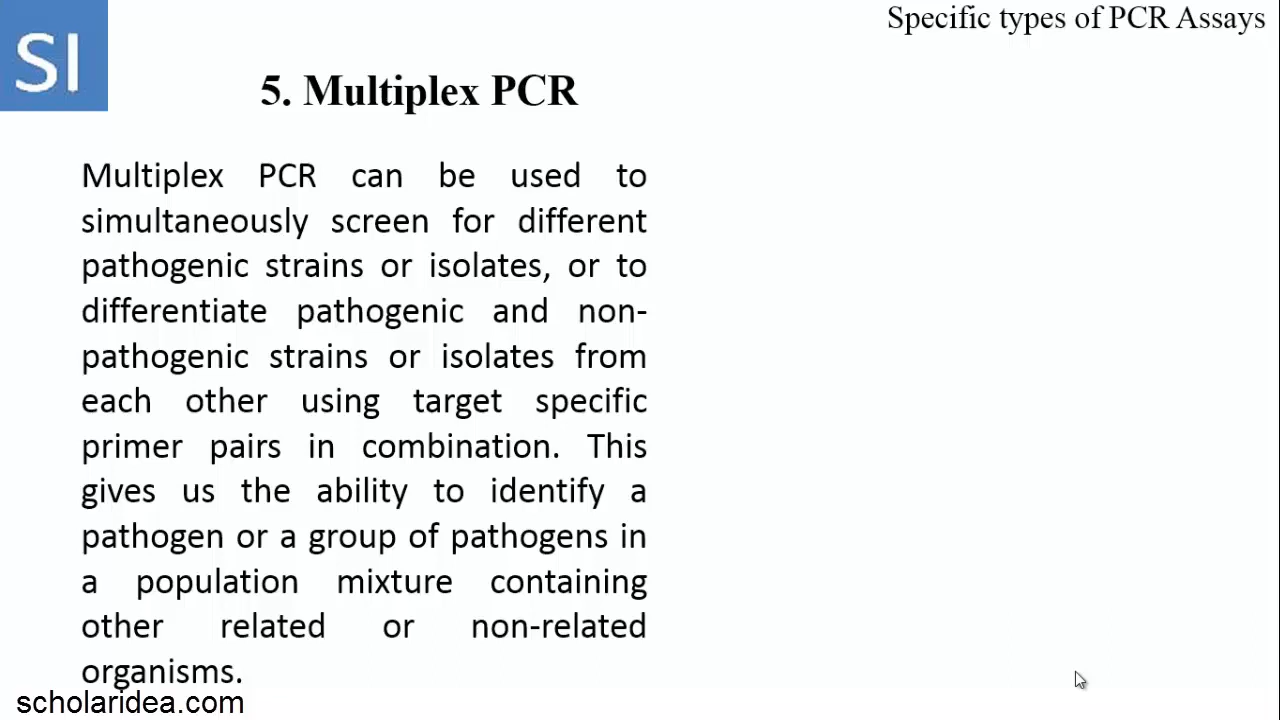 Specific types of PCR Assays
SI
5. Multiplex PCR
Multiplex PCR can be used to
simultaneously screen for different
pathogenic strains or isolates, or to
differentiate pathogenic and non-
pathogenic strains or isolates from
each other using target specific
primer pairs in combination. This
gives us the ability to identify a
pathogen or a group of pathogens in
a population mixture containing
other related or non-related
organisms.
scholaridea.com